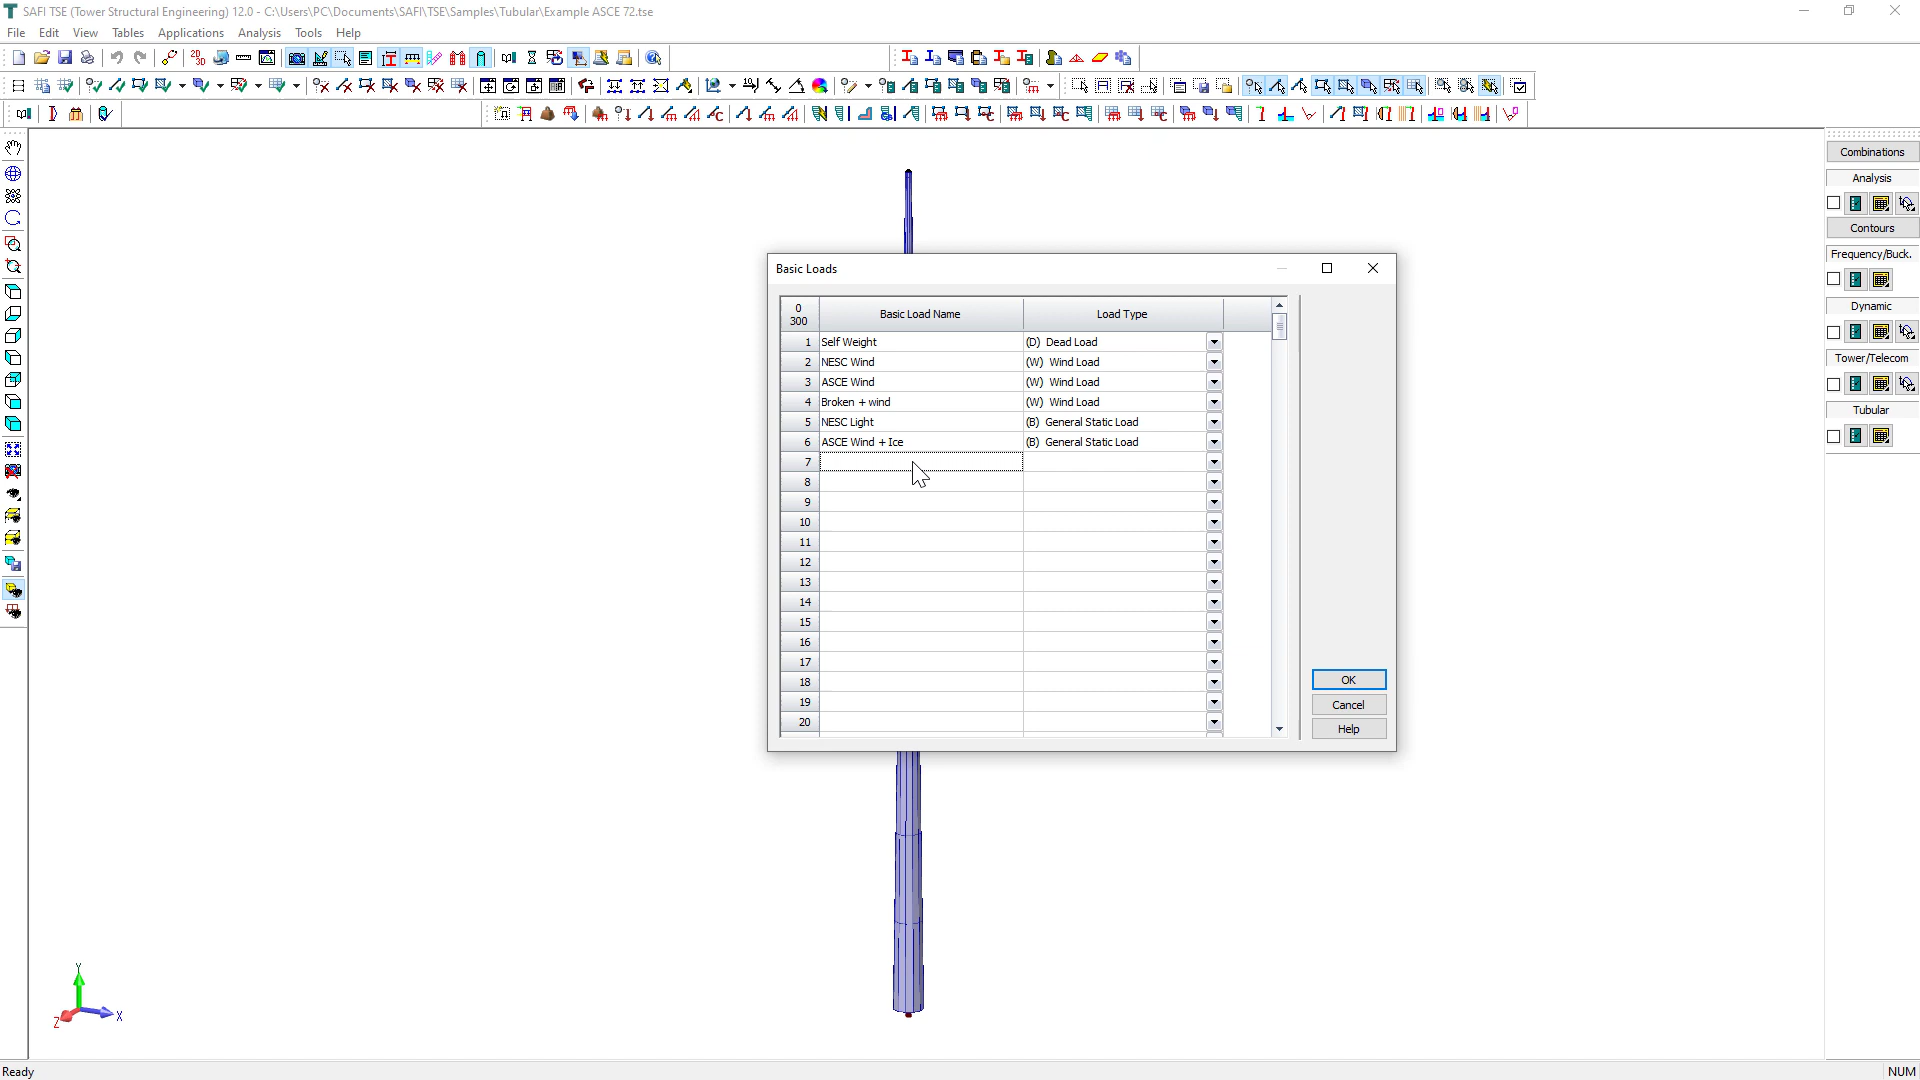 SAFI TSE (Tower Structural Engineering) 12.0 - C:\Users\PC\Documents\SAFI\TSE\Samples\Tubular\Example ASCE 72.tse
File Edit View Tables Applications Analysis Tools Help
Combinations
Analysis
Contours
Frequency/Buck.
Dynamic
Tower/Telecom
Tubular
Basic Loads
0
300 Basic Load Name Load Type
1 Self Weight (D) Dead Load
2 NESC Wind (W) Wind Load
3 ASCE Wind (W) Wind Load
4 Broken + wind (W) Wind Load
5 NESC Light (B) General Static Load
6 ASCE Wind + Ice (B) General Static Load
7
8
9
10
11
12
13
14
15
16
17
18
19
20
OK
Cancel
Help
Y
X
Z
Ready NUM